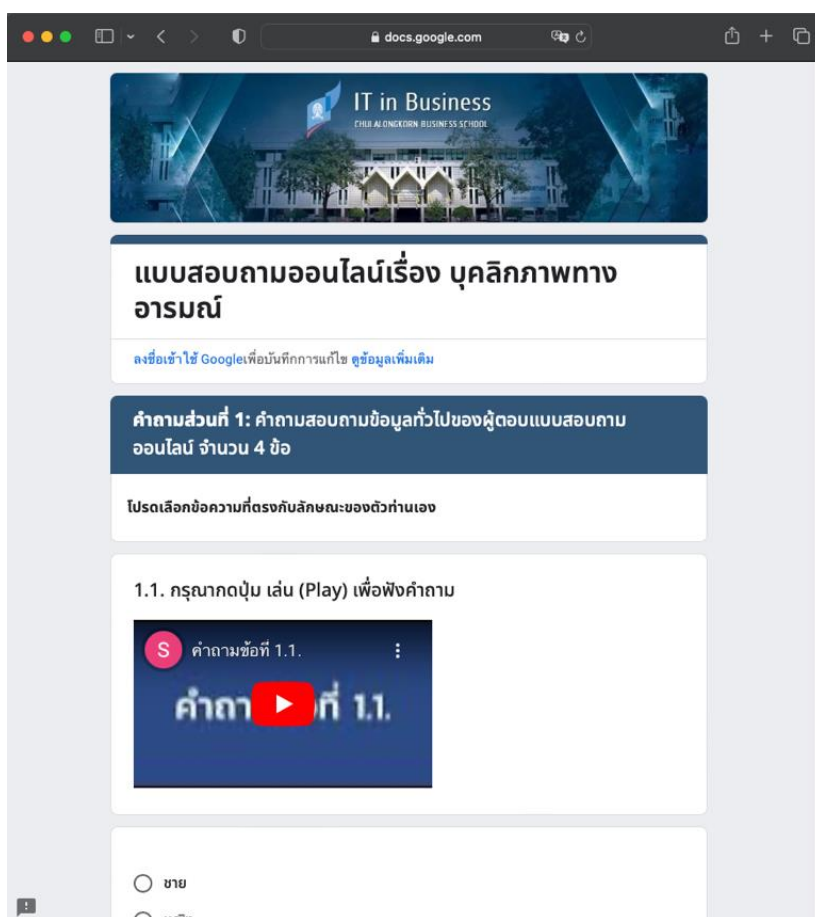 docs.google.com
IT in Business
CHULALONGKORN BUSINESS SCHOOL
แบบสอบถามออนไลน์เรื่อง บุคลิกภาพทาง
อารมณ์
ลงชื่อเข้าใช้ Googleเพื่อบันทึกการแก้ไข ดูข้อมูลเพิ่มเติม
คำถามส่วนที่ 1: คำถามสอบถามข้อมูลทั่วไปของผู้ตอบแบบสอบถาม
ออนไลน์ จำนวน 4 ข้อ
โปรดเลือกข้อความที่ตรงกับลักษณะของตัวท่านเอง
1.1. กรุณากดปุ่ม เล่น (Play) เพื่อฟังคำถาม
S คำถามข้อที่ 1.1.
คำถา ที่ 1.1.
ชาย